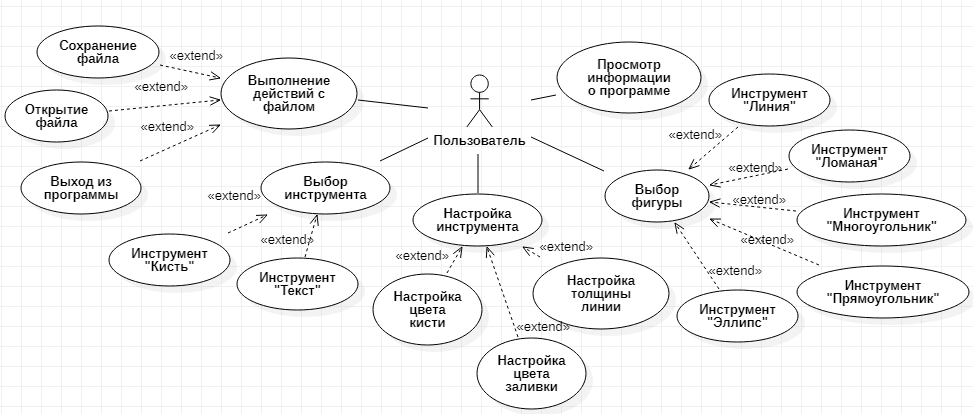 Сохранение
файла
«extend»
Открытие
файла
«extend»
Выход из
программы
«extend»
Выполнение
действий с
файлом
Пользователь
Просмотр
информации
о программе
Выбор
инструмента
«extend»
Инструмент
"Кисть"
«extend»
Инструмент
"Текст"
Настройка
инструмента
«extend»
Настройка
цвета
кисти
«extend»
Настройка
цвета
заливки
«extend»
Настройка
толщины
линии
Выбор
фигуры
«extend»
Инструмент
"Линия"
«extend»
Инструмент
"Ломаная"
«extend»
Инструмент
"Многоугольник"
«extend»
Инструмент
"Прямоугольник"
«extend»
Инструмент
"Эллипс"